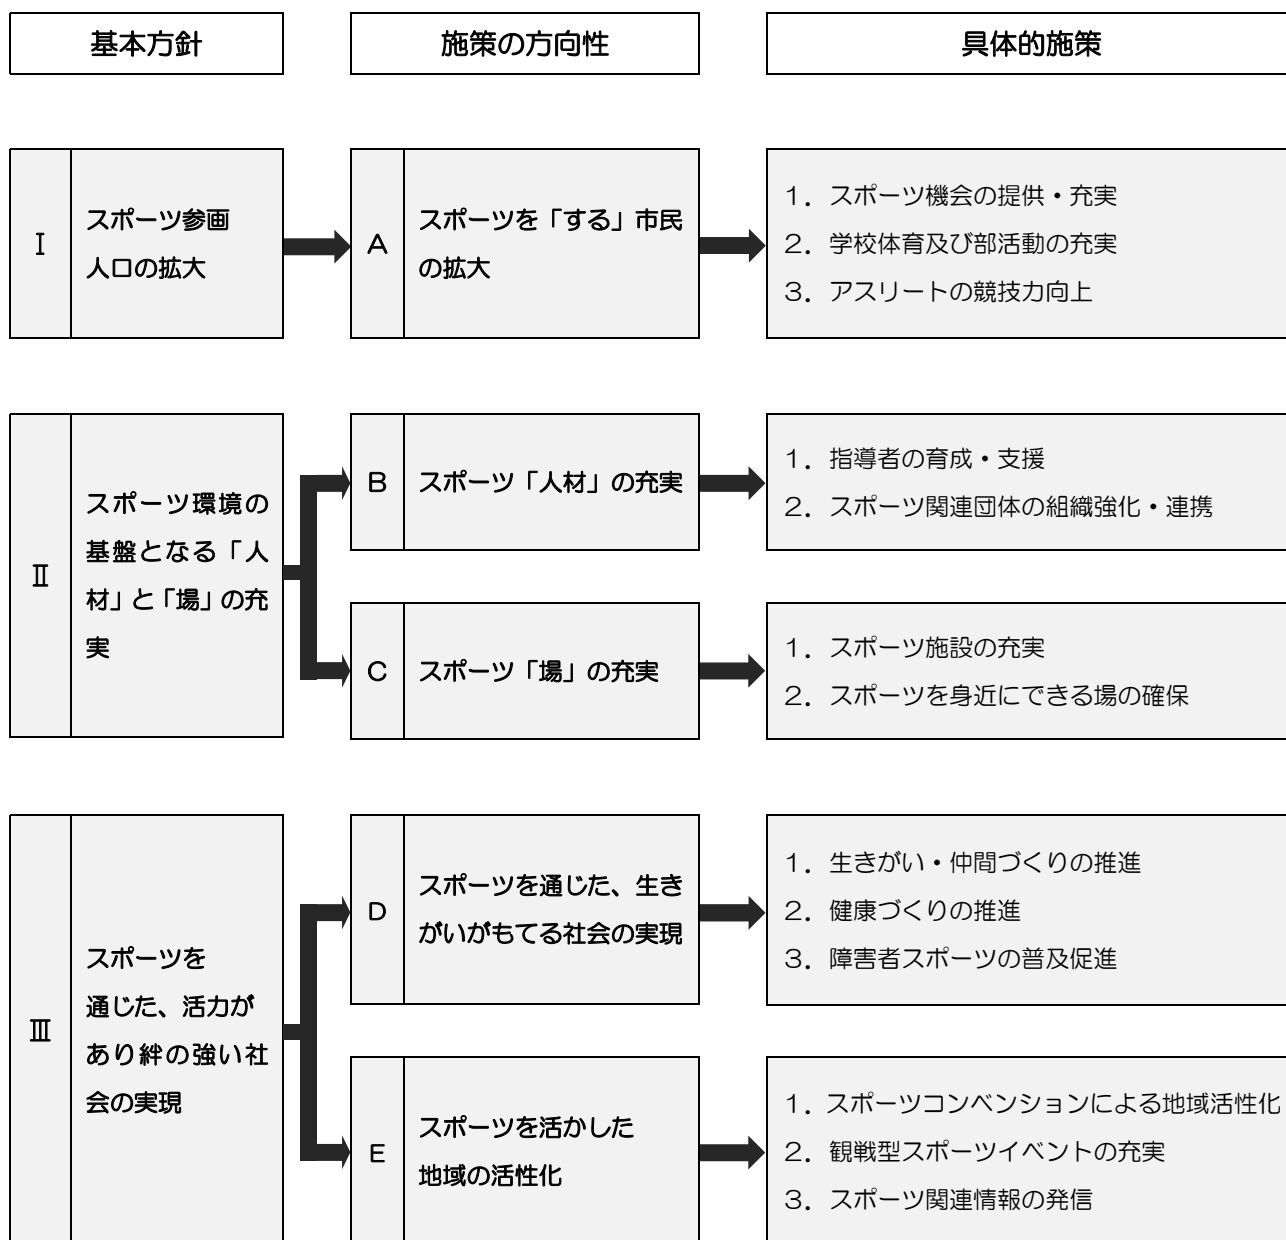 基本方針
施策の方向性
具体的施策
Ⅰ
スポーツ参画
人口の拡大
A
スポーツを「する」市民
の拡大
1．スポーツ機会の提供・充実
2．学校体育及び部活動の充実
3．アスリートの競技力向上
Ⅱ
スポーツ環境の
基盤となる「人
材」と「場」の充
実
B
スポーツ「人材」の充実
1．指導者の育成・支援
2．スポーツ関連団体の組織強化・連携
C
スポーツ「場」の充実
1．スポーツ施設の充実
2．スポーツを身近にできる場の確保
Ⅲ
スポーツを
通じた、活力が
あり絆の強い社
会の実現
D
スポーツを通じた、生き
がいがもてる社会の実現
1．生きがい・仲間づくりの推進
2．健康づくりの推進
3．障害者スポーツの普及促進
E
スポーツを活かした
地域の活性化
1．スポーツコンベンションによる地域活性化
2．観戦型スポーツイベントの充実
3．スポーツ関連情報の発信